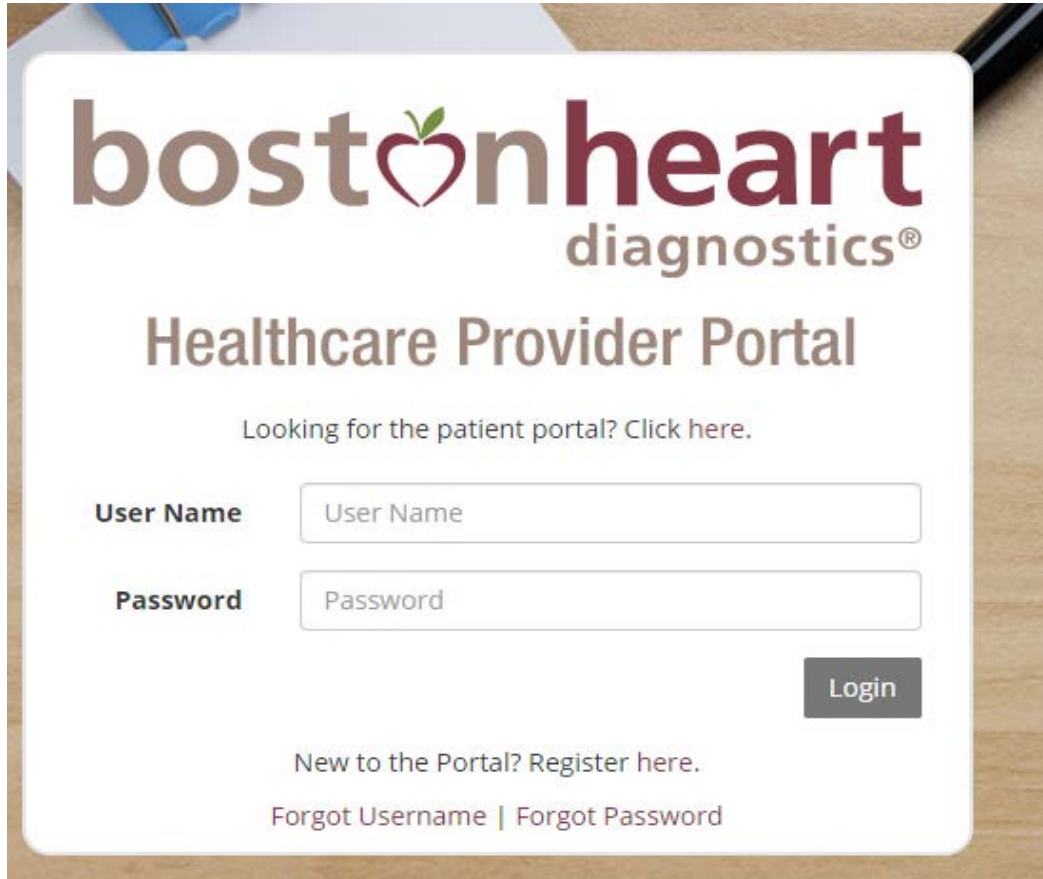 bostonheart
diagnostics®
Healthcare Provider Portal
Looking for the patient portal? Click here.
User Name
User Name
Password
Password
Login
New to the Portal? Register here.
Forgot Username | Forgot Password